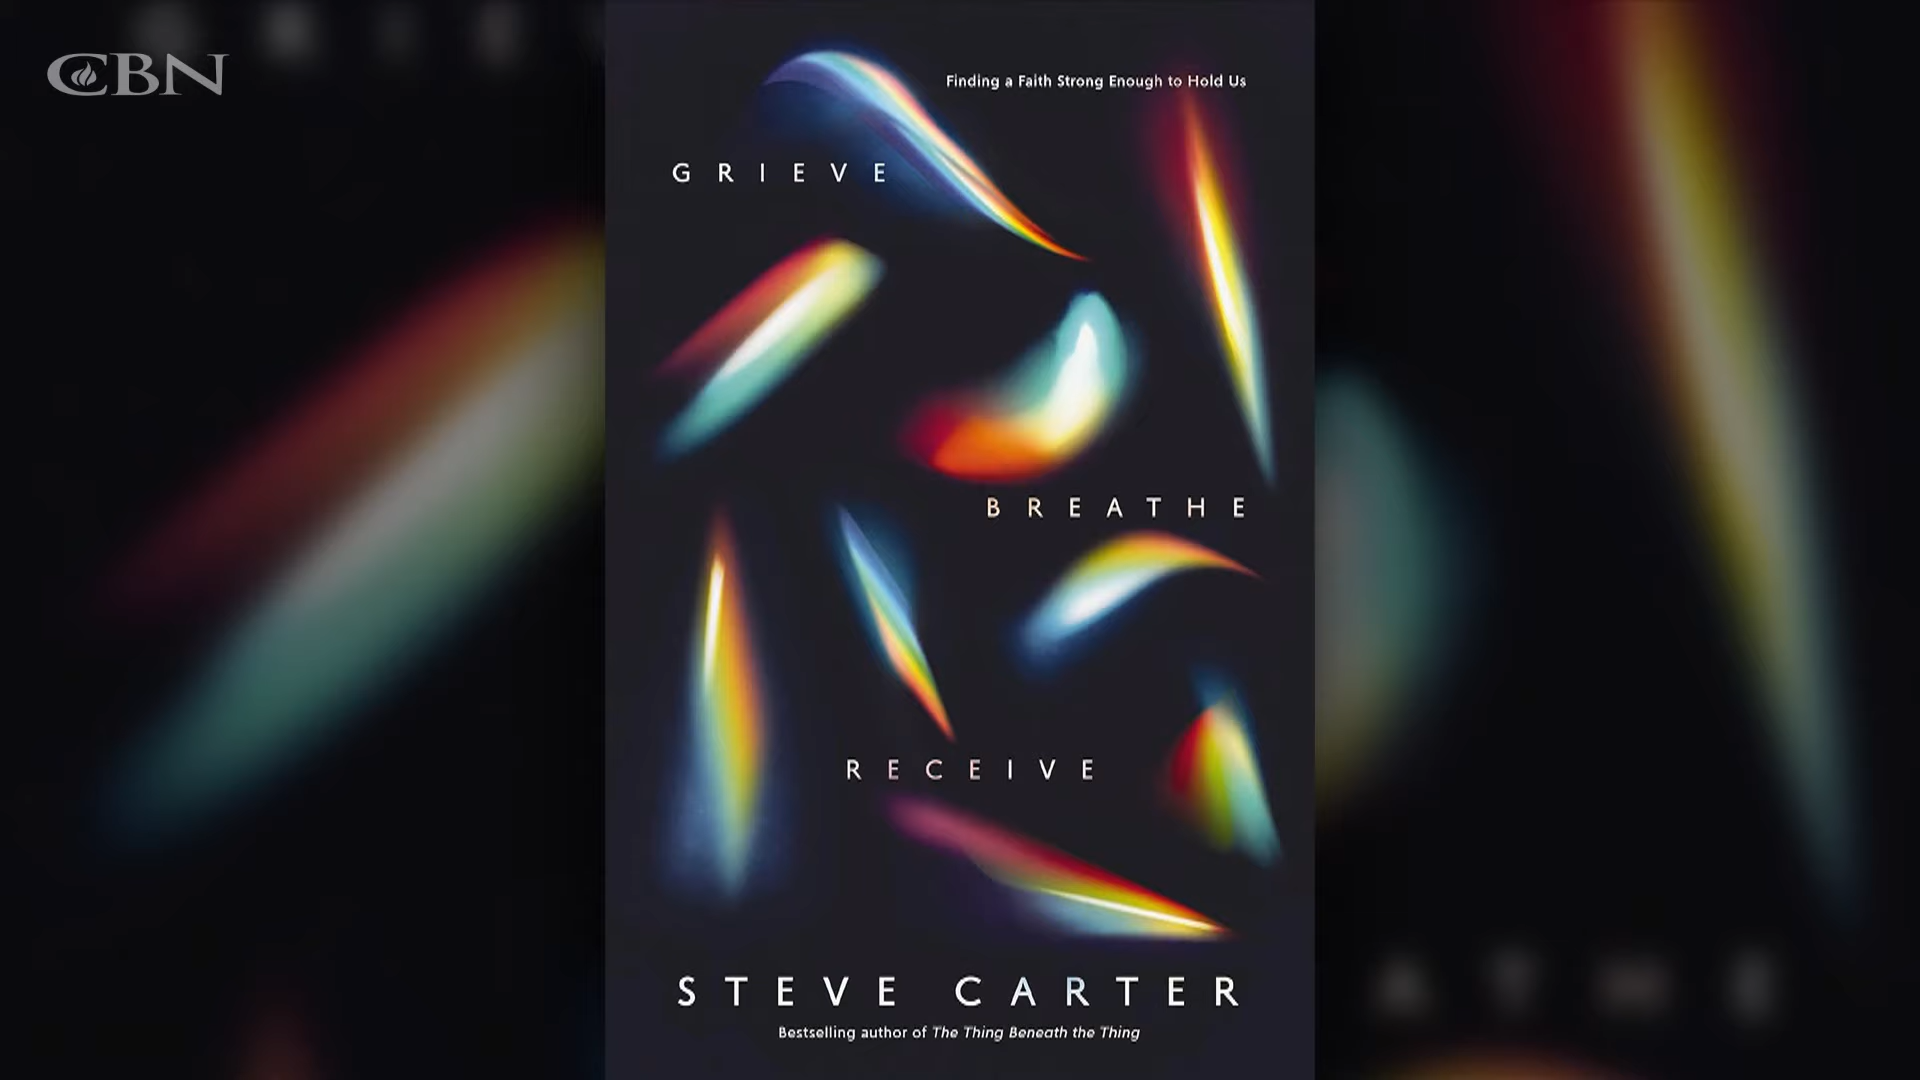 CBN
Finding a Faith Strong Enough to Hold Us
GRIEVE
BREATHE
RECEIVE
STEVE CARTER
Bestselling author of The Thing Beneath the Thing